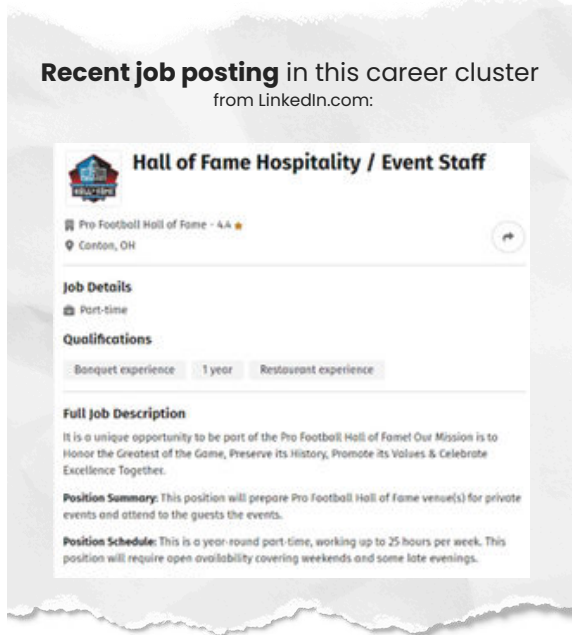 Recent job posting in this career cluster
from LinkedIn.com:
Hall of Fame Hospitality / Event Staff
HALL OF FAME
Pro Football Hall of Fame - 4.4
Canton, OH
Job Details
Part-time
Qualifications
Banquet experience 1 year Restaurant experience
Full Job Description
It is a unique opportunity to be part of the Pro Football Hall of Fame! Our Mission is to
Honor the Greatest of the Game, Preserve its History, Promote its Values & Celebrate
Excellence Together.
Position Summary: This position will prepare Pro Football Hall of Fame venue(s) for private
events and attend to the guests the events.
Position Schedule: This is a year-round part-time, working up to 25 hours per week. This
position will require open availability covering weekends and some late evenings.